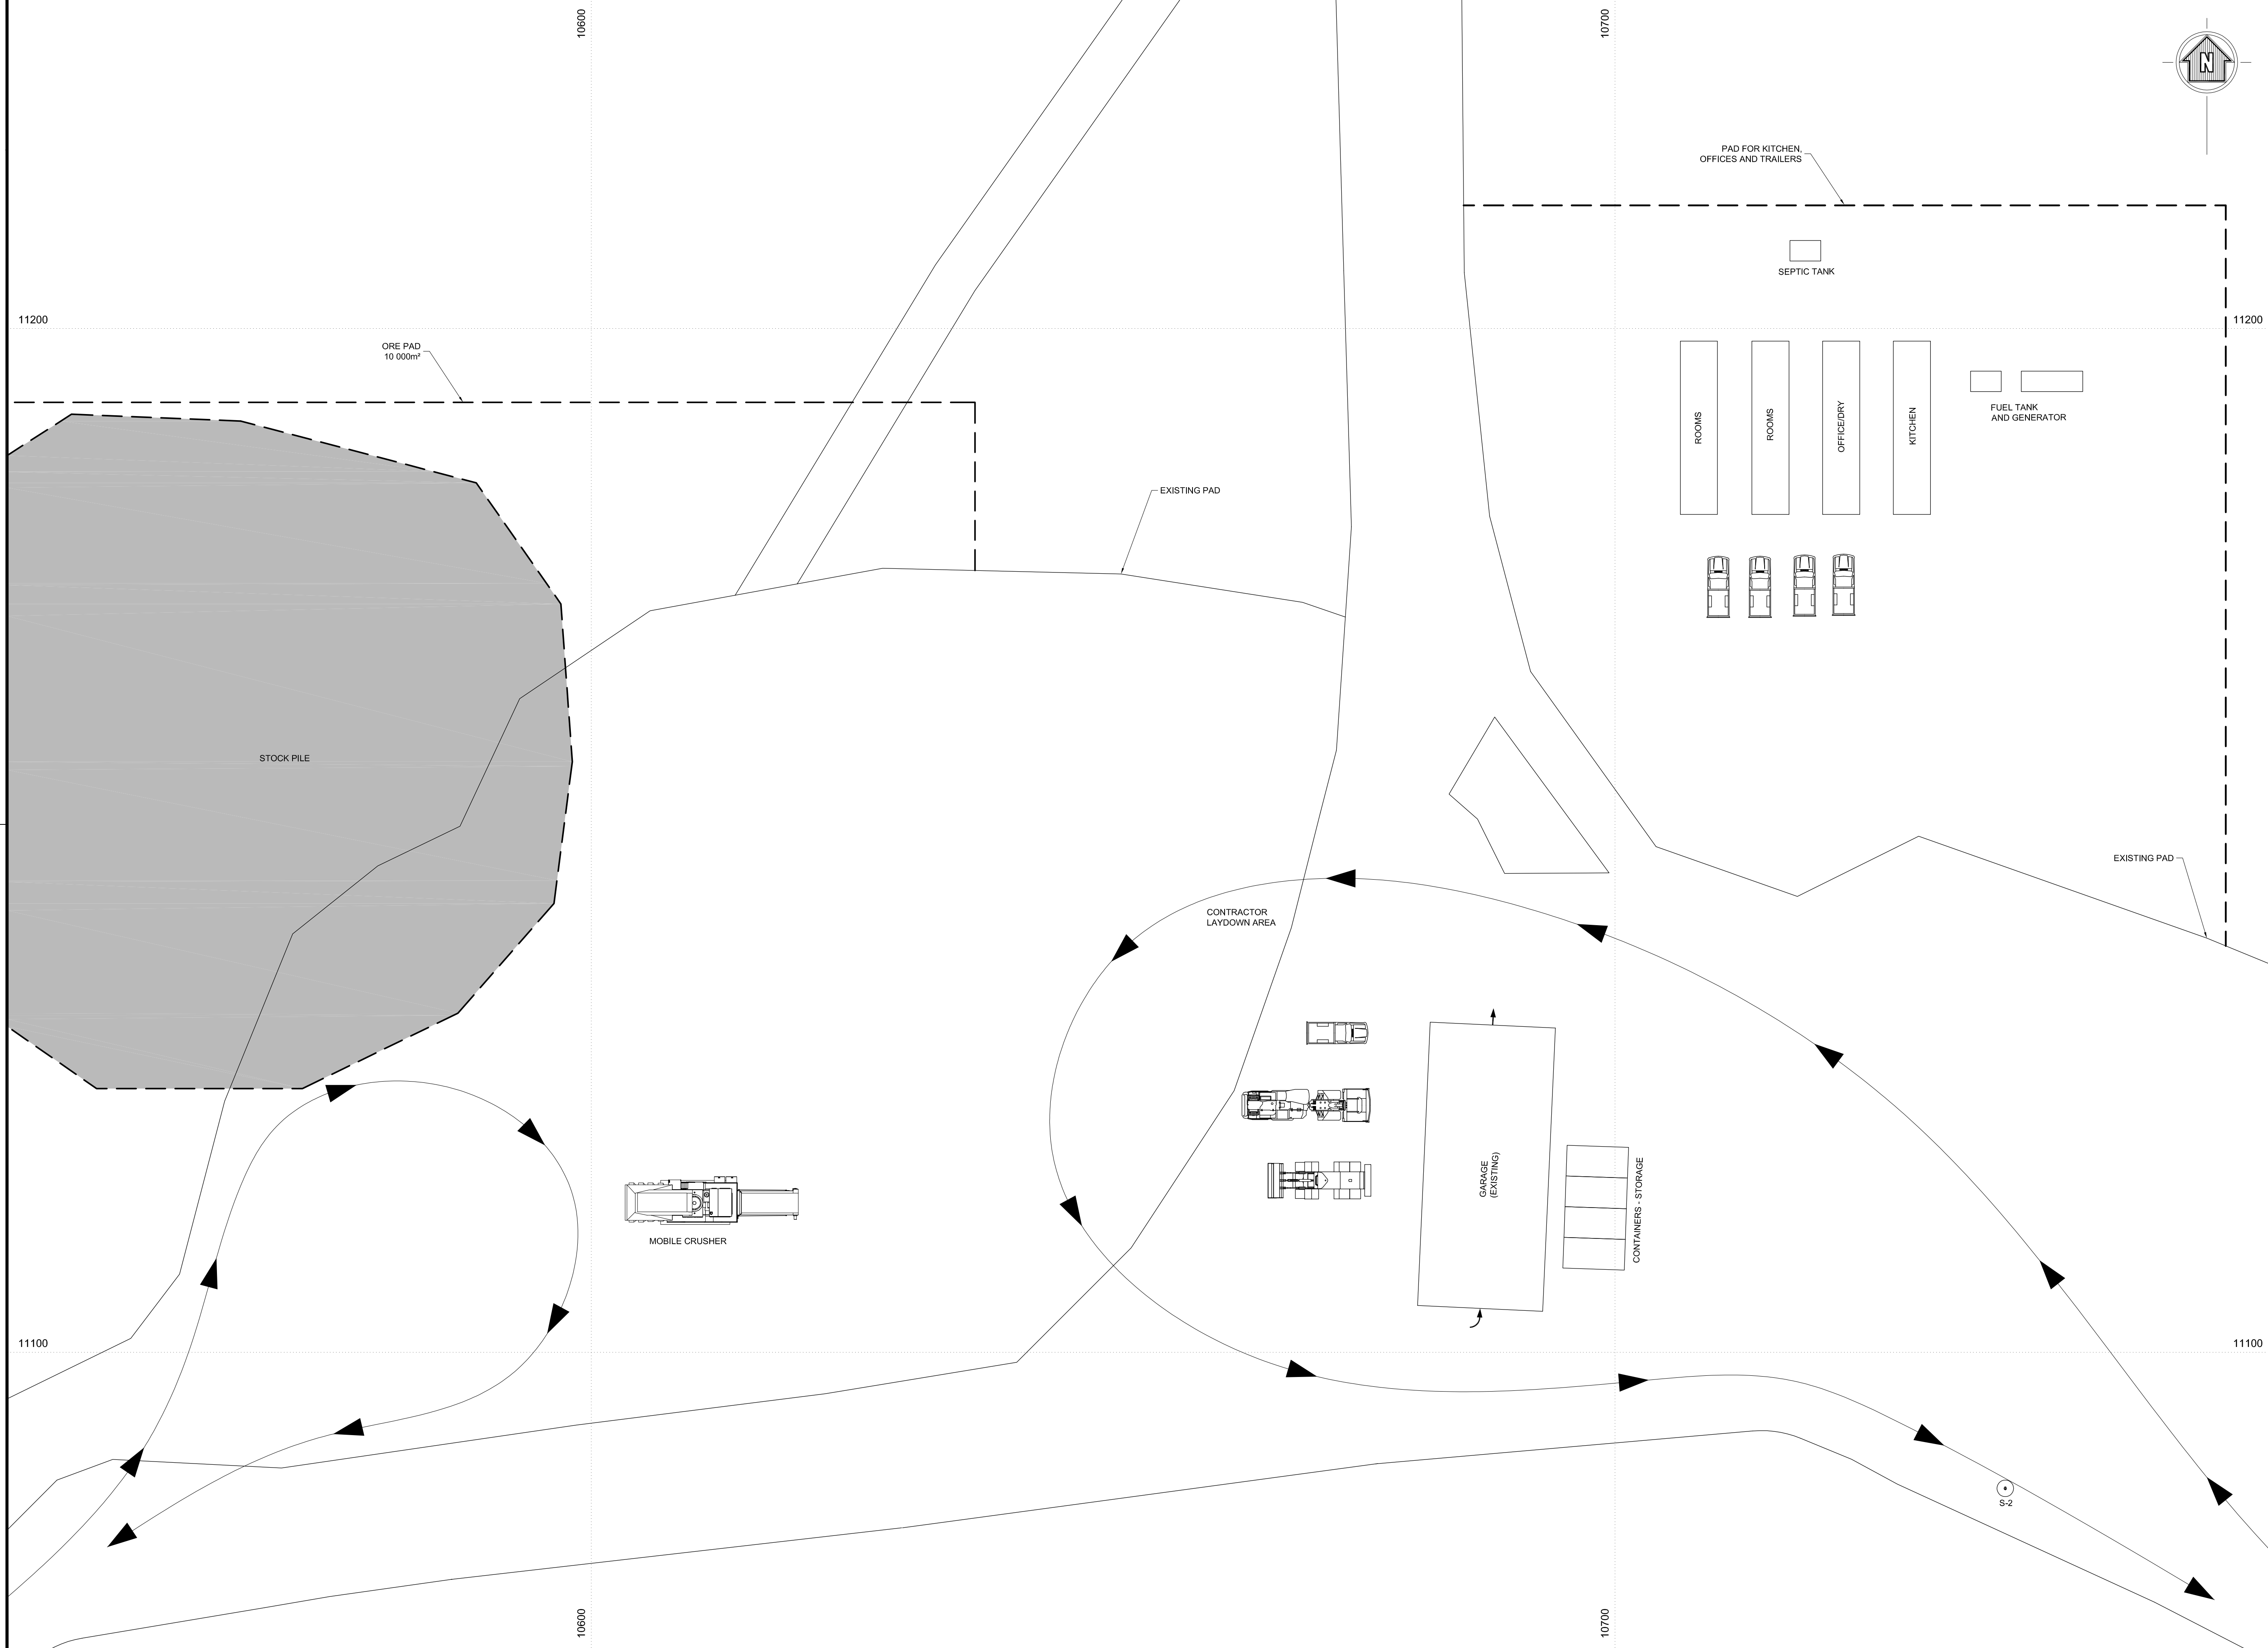 10600
10700
N
PAD FOR KITCHEN,
OFFICES AND TRAILERS
SEPTIC TANK
11200
11200
ORE PAD
10 000m²
ROOMS
ROOMS
OFFICE/DRY
KITCHEN
FUEL TANK
AND GENERATOR
EXISTING PAD
STOCK PILE
EXISTING PAD
CONTRACTOR
LAYDOWN AREA
GARAGE
(EXISTING)
CONTAINERS - STORAGE
MOBILE CRUSHER
11100
11100
S-2
10600
10700